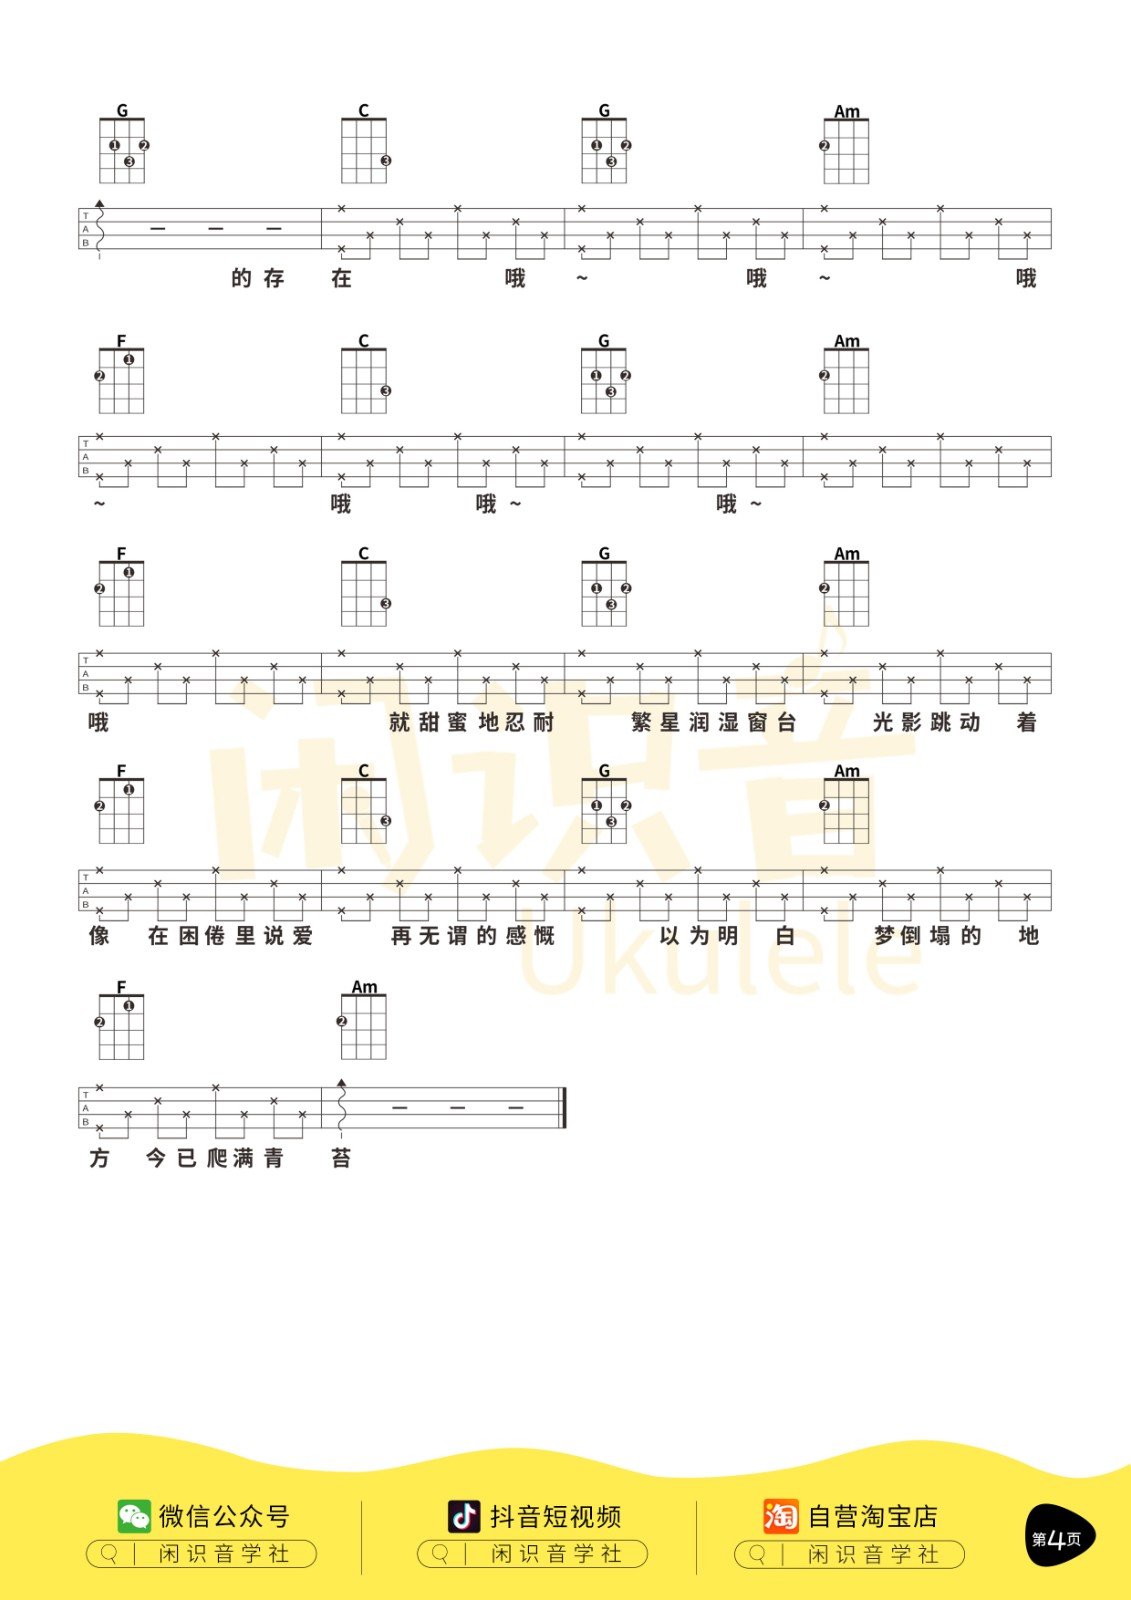 G C G Am
T A B
的 存 在 哦 ~ 哦 ~ 哦
F C G Am
T A B
~ 哦 哦 ~ 哦 ~
F C G Am
T A B
哦 就 甜 蜜 地 忍 耐 繁 星 润 湿 窗 台 光 影 跳 动 着
F C G Am
T A B
像 在 困 倦 里 说 爱 再 无 谓 的 感 慨 以 为 明 白 梦 倒 塌 的 地
F Am
T A B
方 今 已 爬 满 青 苔
闲识音
Ukulele
微信公众号 抖音短视频 淘 自营淘宝店
闲识音学社 闲识音学社 闲识音学社
第4页